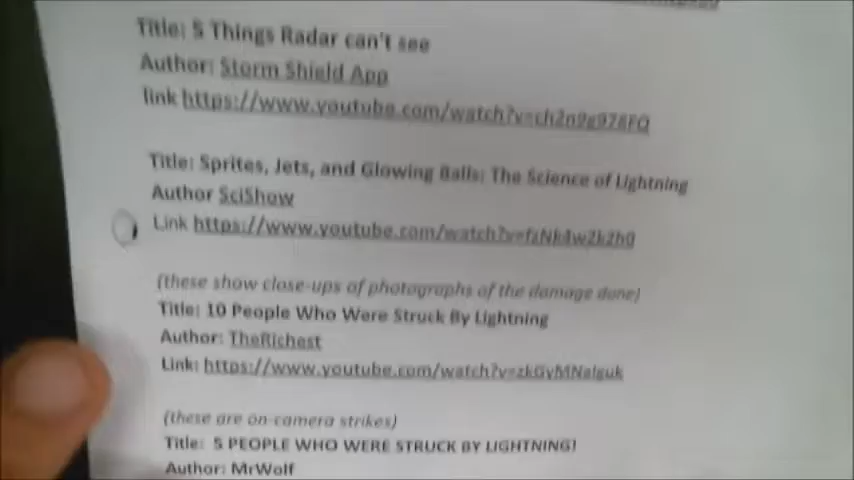 Title: 5 Things Radar can't see
Author: Storm Shield App
link https://www.youtube.com/watch?v=
Title: Sprites, Jets, and Glowing Balls: The Science of Lightning
Author SciShow
Link https://www.youtube.com/watch?v=
(these show close-ups of photographs of the damage done)
Title: 10 People Who Were Struck By Lightning
Author: TheRichest
Link: https://www.youtube.com/watch?v=
(these are on-camera strikes)
Title: 5 PEOPLE WHO WERE STRUCK BY LIGHTNING!
Author: MrWolf